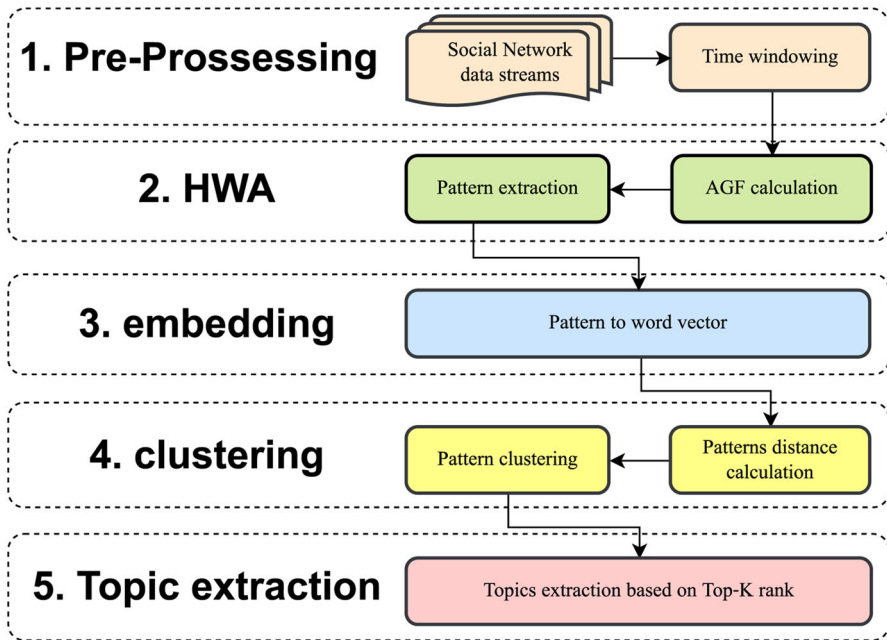 1. Pre-Prossessing
Social Network
data streams
Time windowing
2. HWA
Pattern extraction
AGF calculation
3. embedding
Pattern to word vector
4. clustering
Pattern clustering
Patterns distance
calculation
5. Topic extraction
Topics extraction based on Top-K rank